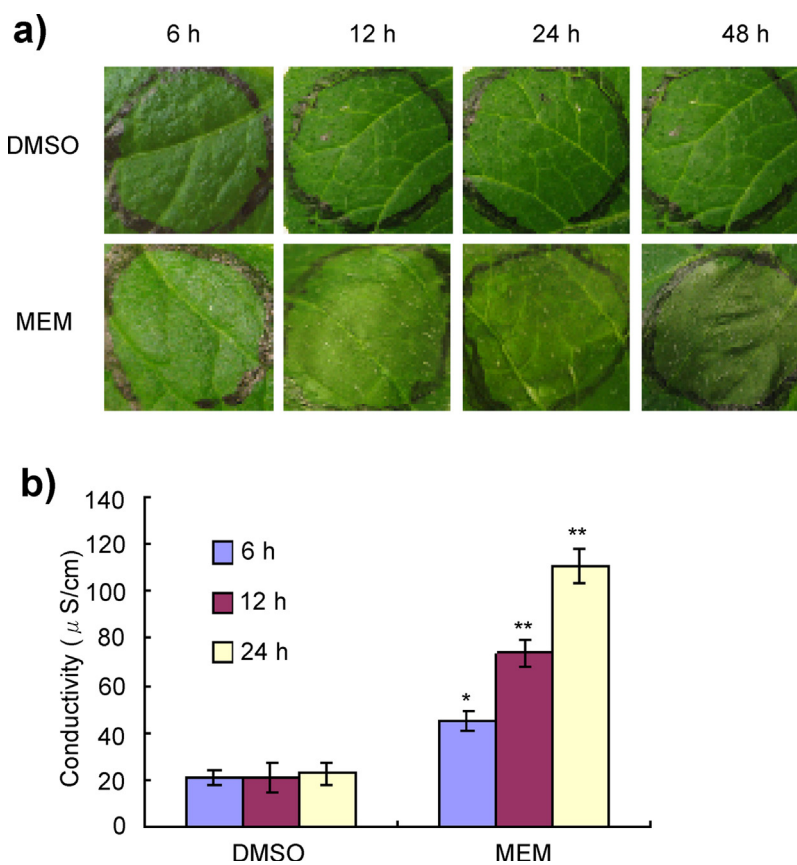 a)
6 h 12 h 24 h 48 h
DMSO
MEM
b)
Conductivity ( μ S/cm)
140
120
100
80
60
40
20
0
6 h
12 h
24 h
*
**
**
DMSO MEM